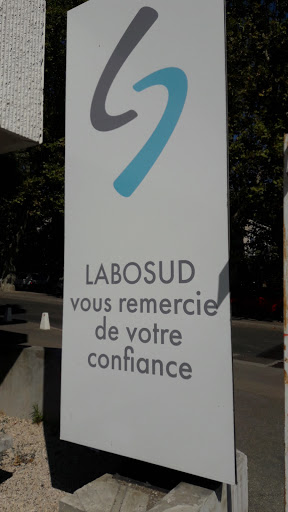 LABOSUD
vous remercie
de votre
confiance